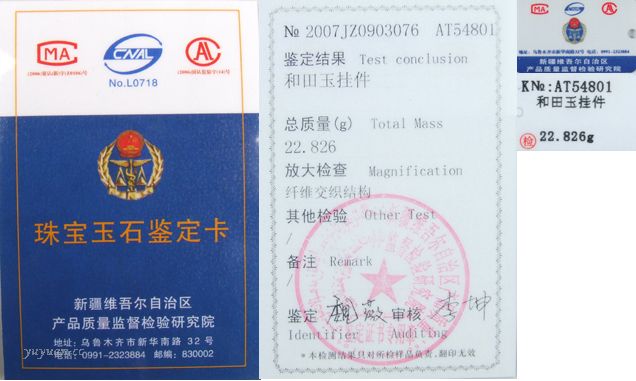 MA
CNAL
AL
No.L0718
珠宝玉石鉴定卡
新疆维吾尔自治区
产品质量监督检验研究院
地址: 乌鲁木齐市新华南路 32 号
电话: 0991-2323884 邮编: 830002
yuyuan.cc
№ 2007JZ0903076 AT54801
鉴定结果 Test conclusion
和田玉挂件
总质量(g) Total Mass
22.826
放大检查 Magnification
纤维交织结构
其他检验 Other Test
/
备注 Remark
/
鉴定 审核 李坤
Identifier Auditing
*本检测结果只对所检样品负责,翻印无效
新疆维吾尔自治区
产品质量监督检验研究院
K№:AT54801
和田玉挂件
检 22.826g